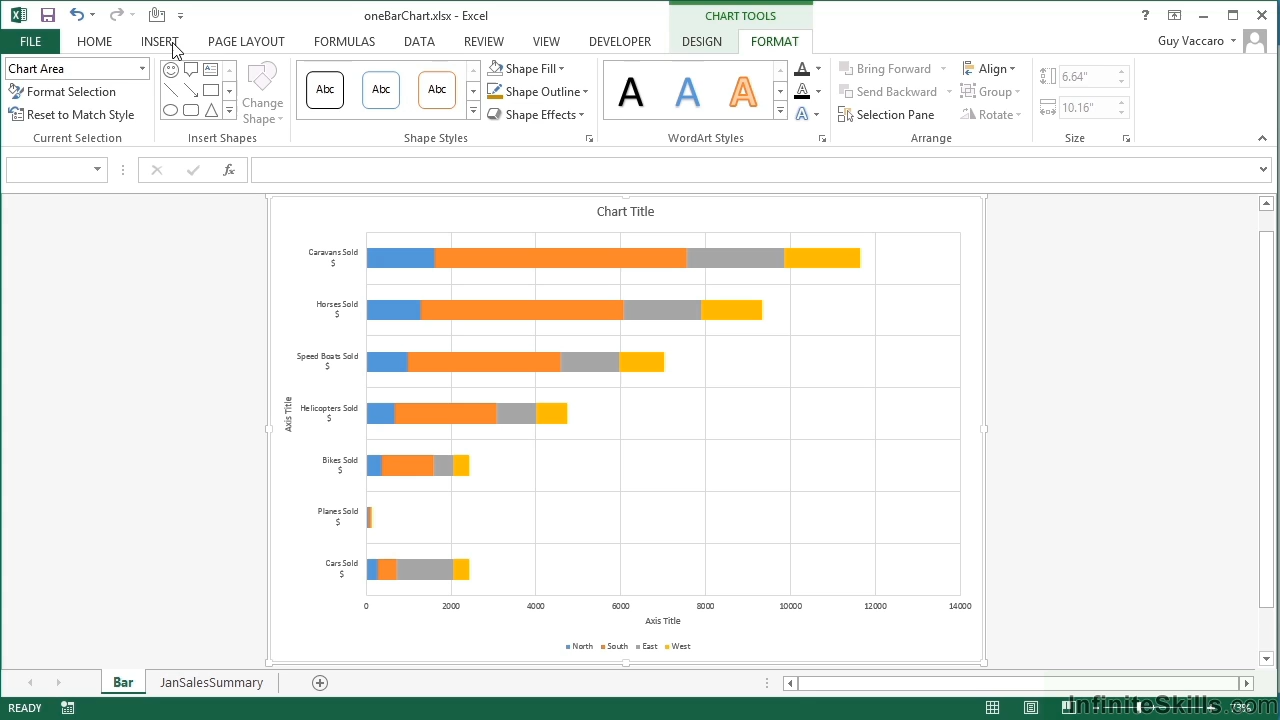 oneBarChart.xlsx - Excel
CHART TOOLS
FILE HOME INSERT PAGE LAYOUT FORMULAS DATA REVIEW VIEW DEVELOPER DESIGN FORMAT Guy Vaccaro
Chart Area
Format Selection
Reset to Match Style
Current Selection
Change
Shape
Insert Shapes
Abc Abc Abc
Shape Fill
Shape Outline
Shape Effects
Shape Styles
A A A
A
A
A
WordArt Styles
Bring Forward
Send Backward
Selection Pane
Align
Group
Rotate
Arrange
6.64"
10.16"
Size
fx
Chart Title
Caravans Sold
$
Horses Sold
$
Speed Boats Sold
$
Helicopters Sold
$
Bikes Sold
$
Planes Sold
$
Cars Sold
$
Axis Title
0 2000 4000 6000 8000 10000 12000 14000
Axis Title
North South East West
Bar JanSalesSummary
READY
InfiniteSkills.com
73%